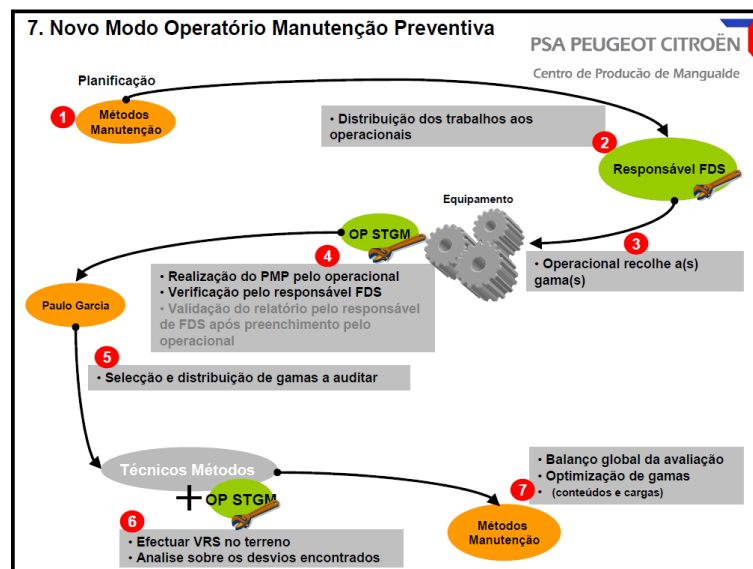 7. Novo Modo Operatório Manutenção Preventiva
PSA PEUGEOT CITROËN
Centro de Producão de Mangualde
Planificação
1
Métodos
Manutenção
• Distribuição dos trabalhos aos
operacionais
2
Responsável FDS
Equipamento
OP STGM
3
• Operacional recolhe a(s)
gama(s)
4
• Realização do PMP pelo operacional
• Verificação pelo responsável FDS
• Validação do relatório pelo responsável
de FDS após preenchimento pelo
operacional
Paulo Garcia
5
• Selecção e distribuição de gamas a auditar
Técnicos Métodos
+
OP STGM
6
• Efectuar VRS no terreno
• Analise sobre os desvios encontrados
• Balanço global da avaliação
• Optimização de gamas
• (conteúdos e cargas)
7
Métodos
Manutenção